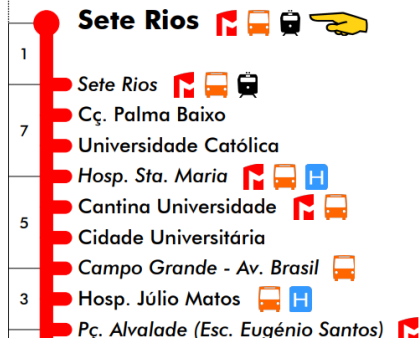 Sete Rios
1
Sete Rios
Cç. Palma Baixo
7
Universidade Católica
Hosp. Sta. Maria H
Cantina Universidade
5
Cidade Universitária
Campo Grande - Av. Brasil
3
Hosp. Júlio Matos H
Pç. Alvalade (Esc. Eugénio Santos)